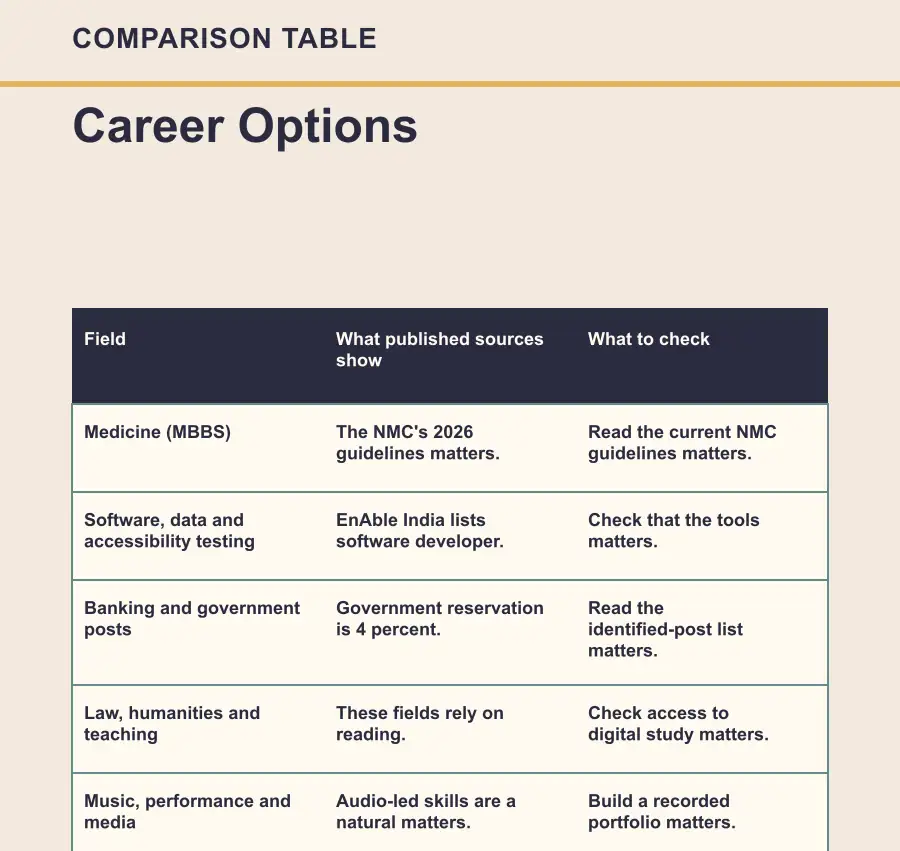 COMPARISON TABLE
Career Options
Field
What published sources
show
What to check
Medicine (MBBS)
The NMC's 2026
guidelines matters.
Read the current NMC
guidelines matters.
Software, data and
accessibility testing
EnAble India lists
software developer.
Check that the tools
matters.
Banking and government
posts
Government reservation
is 4 percent.
Read the
identified-post list
matters.
Law, humanities and
teaching
These fields rely on
reading.
Check access to
digital study matters.
Music, performance and
media
Audio-led skills are a
natural matters.
Build a recorded
portfolio matters.